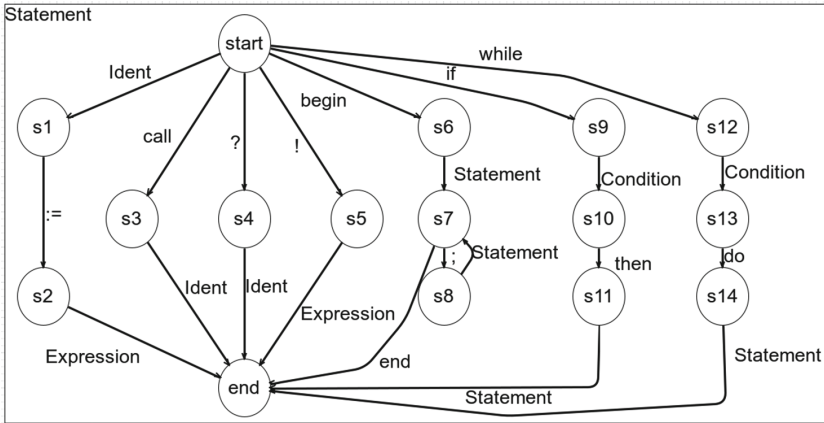 Statement
start
while
Ident
if
begin
s1
s6
s9
s12
call
?
!
Statement
Condition
Condition
:=
s3
s4
s5
s7
s10
s13
;
Statement
then
do
s2
Ident
Ident
Expression
s8
s11
s14
Expression
end
Statement
end
Statement